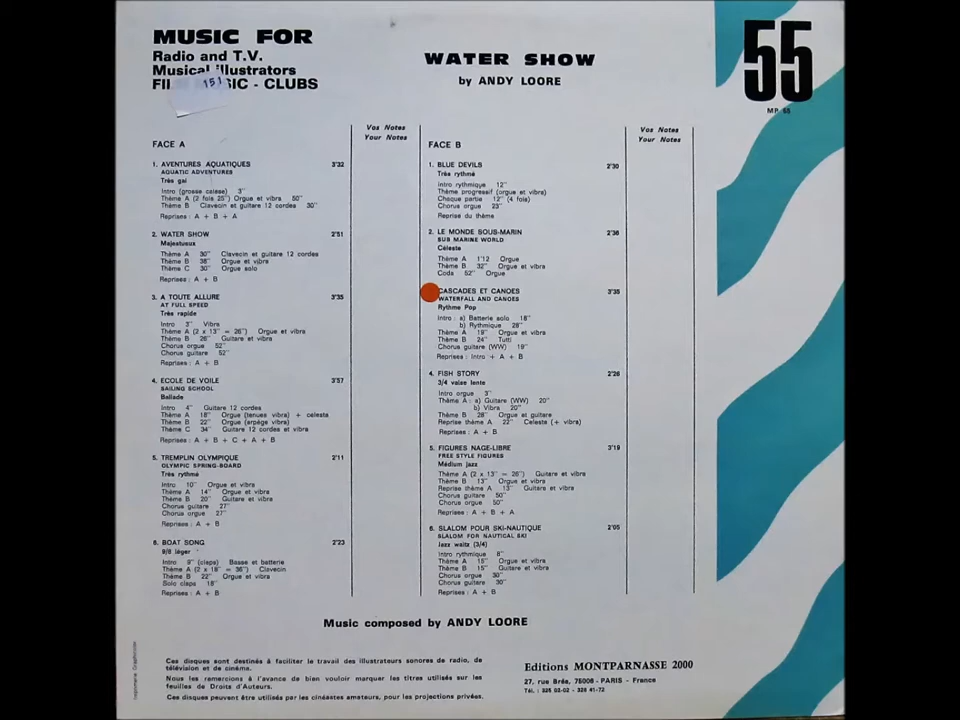 MUSIC FOR
Radio and T.V.
Musical illustrators
CLUBS
151
WATER SHOW
by ANDY LOORE
55
MP 55
Vos Notes
Your Notes
FACE A
1. AVENTURES AQUATIQUES 3'32
AQUATIC ADVENTURES
Très gai
Intro (grosse caisse) 3"
Thème A (2 fois 25") Orgue et vibra 50"
Thème B Clavecin et guitare 12 cordes 30"
Reprises : A + B + A
2. WATER SHOW 2'51
Majestueux
Thème A 30" Clavecin et guitare 12 cordes
Thème B 38" Orgue et vibra
Thème C 30" Orgue solo
Reprises : A + B
3. A TOUTE ALLURE 3'35
AT FULL SPEED
Très rapide
Intro 3" Vibra
Thème A (2 x 13" = 26") Orgue et vibra
Thème B 26" Guitare et vibra
Chorus orgue 52"
Chorus guitare 52"
Reprises : A + B
4. ECOLE DE VOILE 3'57
SAILING SCHOOL
Ballade
Intro 4" Guitare 12 cordes
Thème A 18" Orgue (tenues vibra) + celesta
Thème B 22" Orgue (arpège vibra)
Thème C 34" Guitare 12 cordes et vibra
Reprises : A + B + C + A + B
5. TREMPLIN OLYMPIQUE 2'11
OLYMPIC SPRING-BOARD
Très rythmé
Intro 10" Orgue et vibra
Thème A 14" Orgue et vibra
Thème B 20" Guitare et vibra
Chorus guitare 27"
Chorus orgue 27"
Reprises : A + B
6. BOAT SONG 2'23
9/8 léger
Intro 9" (claps) Basse et batterie
Thème A (2 x 18" = 36") Clavecin
Thème B 22" Orgue et vibra
Solo claps 18"
Reprises : A + B
Vos Notes
Your Notes
FACE B
1. BLUE DEVILS 2'30
Très rythmé
Intro rythmique 12"
Thème progressif (orgue et vibra)
Chaque partie 12" (4 fois)
Chorus orgue 23"
Reprise du thème
2. LE MONDE SOUS-MARIN 2'36
SUB MARINE WORLD
Céleste
Thème A 1'12 Orgue
Thème B 32" Orgue et vibra
Coda 52" Orgue
CASCADES ET CANOES 3'35
WATERFALL AND CANOES
Rythme Pop
Intro : a) Batterie solo 18"
b) Rythmique 28"
Thème A 19" Orgue et vibra
Thème B 24" Tutti
Chorus guitare (WW) 19"
Reprises : Intro + A + B
4. FISH STORY 2'26
3/4 valse lente
Intro orgue 3"
Thème A : a) Guitare (WW) 20"
b) Vibra 20"
Thème B 28" Orgue et guitare
Reprise thème A 22" Celesta (+ vibra)
Reprises : A + B
5. FIGURES NAGE-LIBRE 3'19
FREE STYLE FIGURES
Médium jazz
Thème A (2 x 13" = 26") Guitare et vibra
Thème B 13" Orgue et vibra
Reprise thème A 13" Guitare et vibra
Chorus guitare 50"
Chorus orgue 50"
Reprises : A + B + A
6. SLALOM POUR SKI-NAUTIQUE 2'05
SLALOM FOR NAUTICAL SKI
Jazz waltz (3/4)
Intro rythmique 8"
Thème A 15" Orgue et vibra
Thème B 15" Guitare et vibra
Chorus orgue 30"
Chorus guitare 30"
Reprises : A + B
Music composed by ANDY LOORE
Ces disques sont destinés à faciliter le travail des illustrateurs sonores de radio, de
télévision et de cinéma.
Nous les remercions à l'avance de bien vouloir marquer les titres utilisés sur les
feuilles de Droits d'Auteurs.
Ces disques peuvent être utilisés par les cinéastes amateurs, pour les projections privées.
Editions MONTPARNASSE 2000
27, rue Brée, 75006 - PARIS - France
Tél. : 325 02-02 - 326 41-72